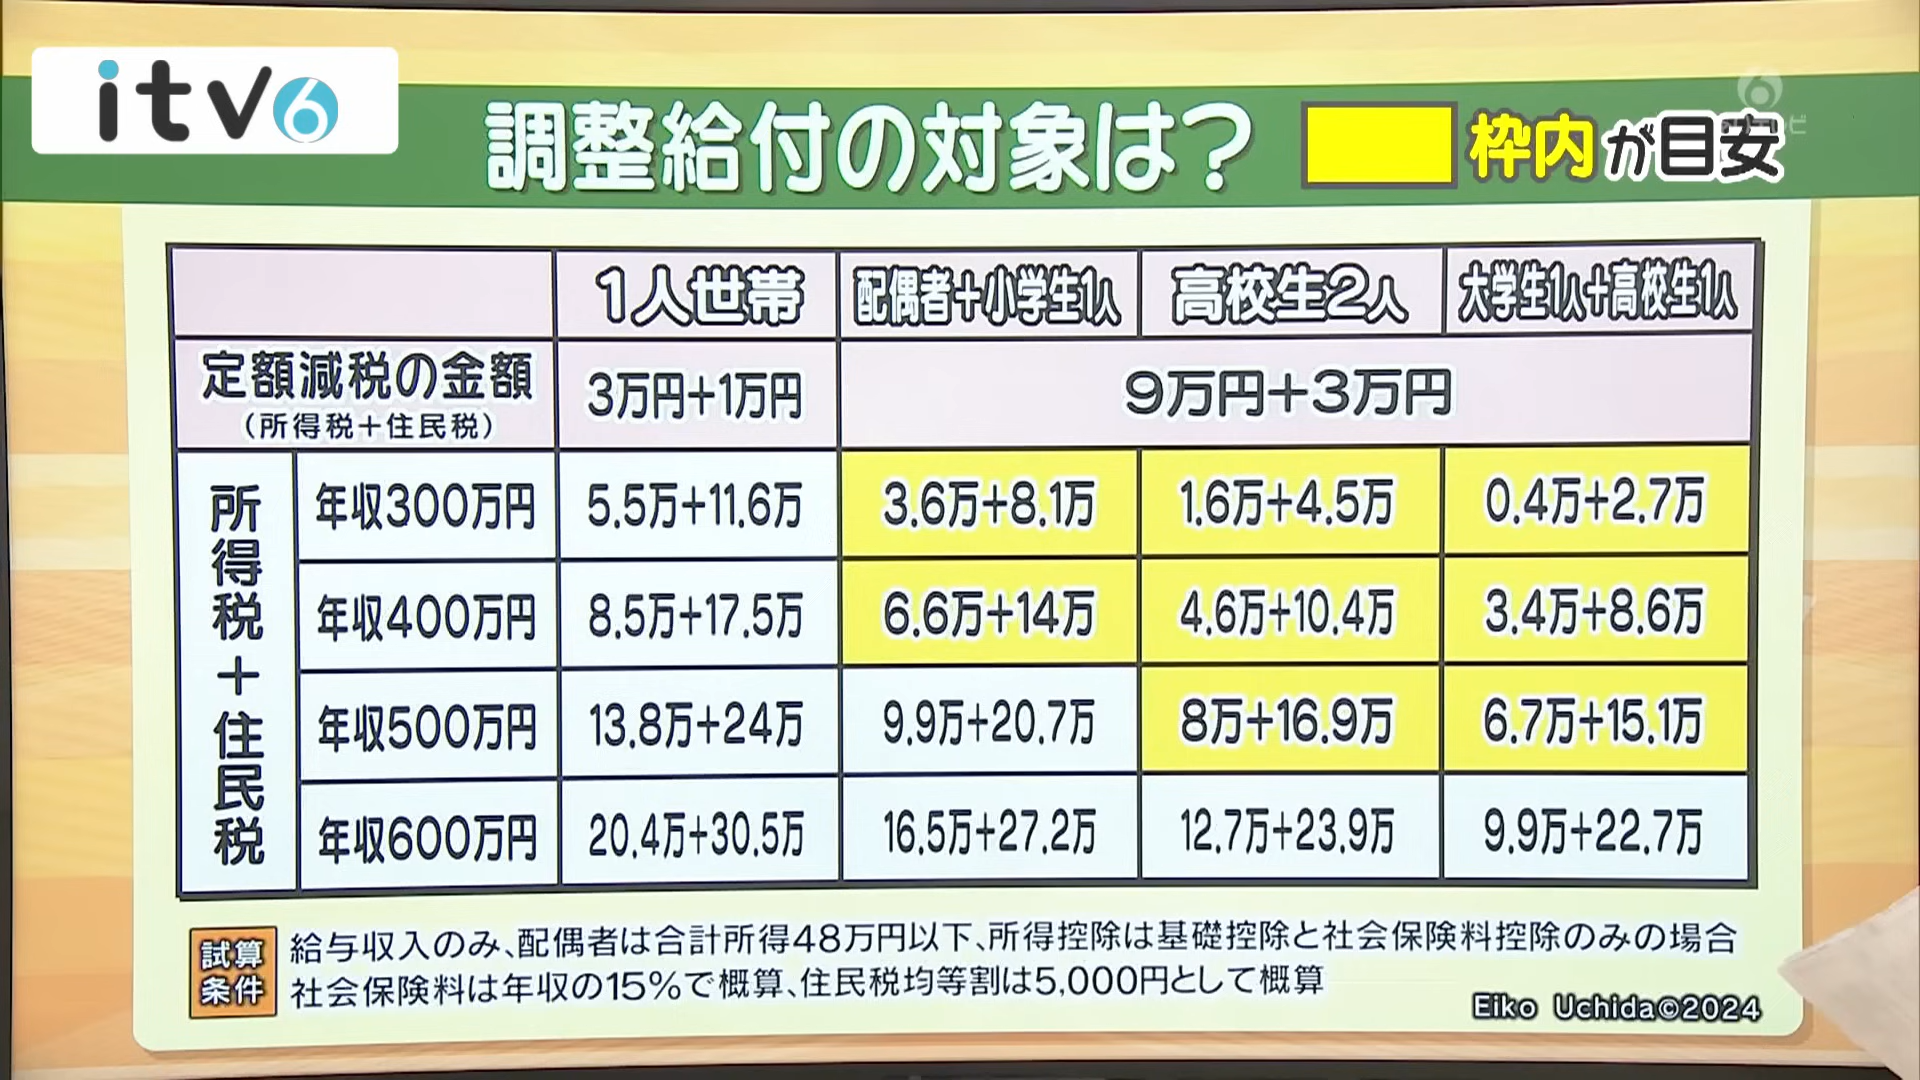 itv6
調整給付の対象は? 枠内が目安
1人世帯 配偶者+小学生1人 高校生2人 大学生1人+高校生1人
定額減税の金額 3万円+1万円 9万円+3万円
(所得税+住民税)
所得税+住民税
年収300万円 5.5万+11.6万 3.6万+8.1万 1.6万+4.5万 0.4万+2.7万
年収400万円 8.5万+17.5万 6.6万+14万 4.6万+10.4万 3.4万+8.6万
年収500万円 13.8万+24万 9.9万+20.7万 8万+16.9万 6.7万+15.1万
年収600万円 20.4万+30.5万 16.5万+27.2万 12.7万+23.9万 9.9万+22.7万
試算条件
給与収入のみ、配偶者は合計所得48万円以下、所得控除は基礎控除と社会保険料控除のみの場合
社会保険料は年収の15%で概算、住民税均等割は5,000円として概算
Eiko Uchida©2024